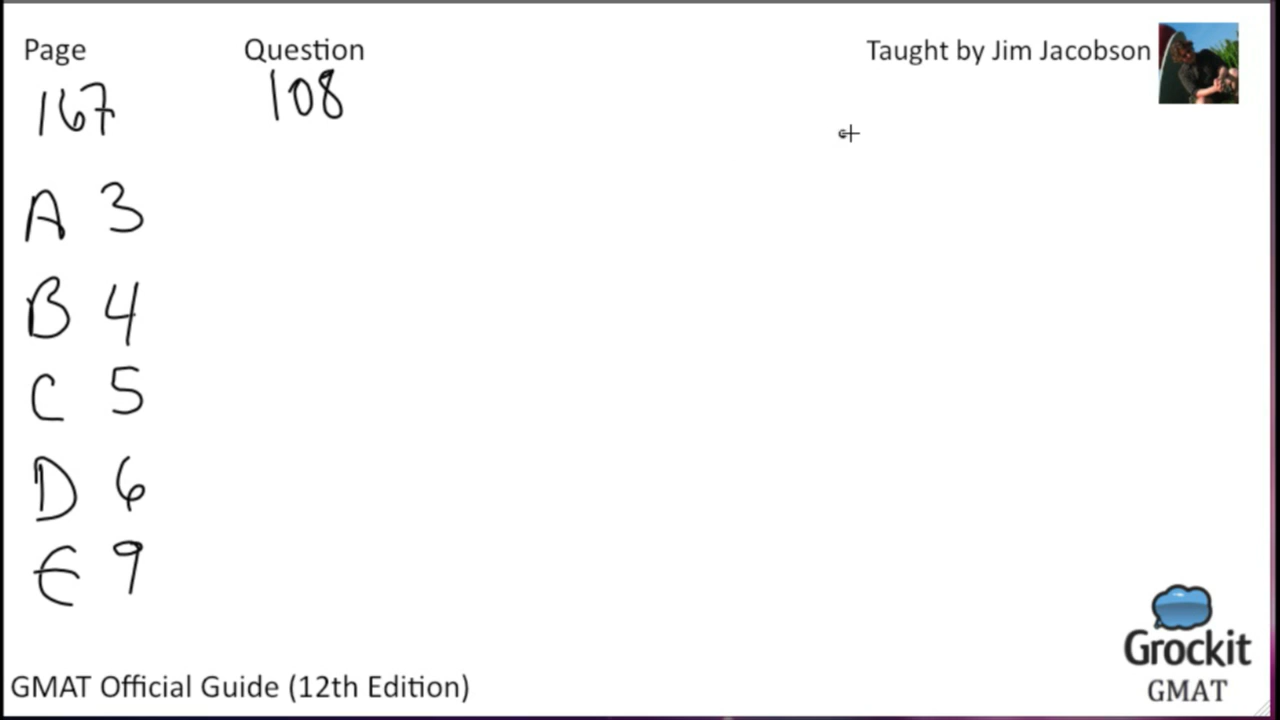 Page Question Taught by Jim Jacobson
167 108
A 3
B 4
C 5
D 6
E 9
Grockit
GMAT
GMAT Official Guide (12th Edition)